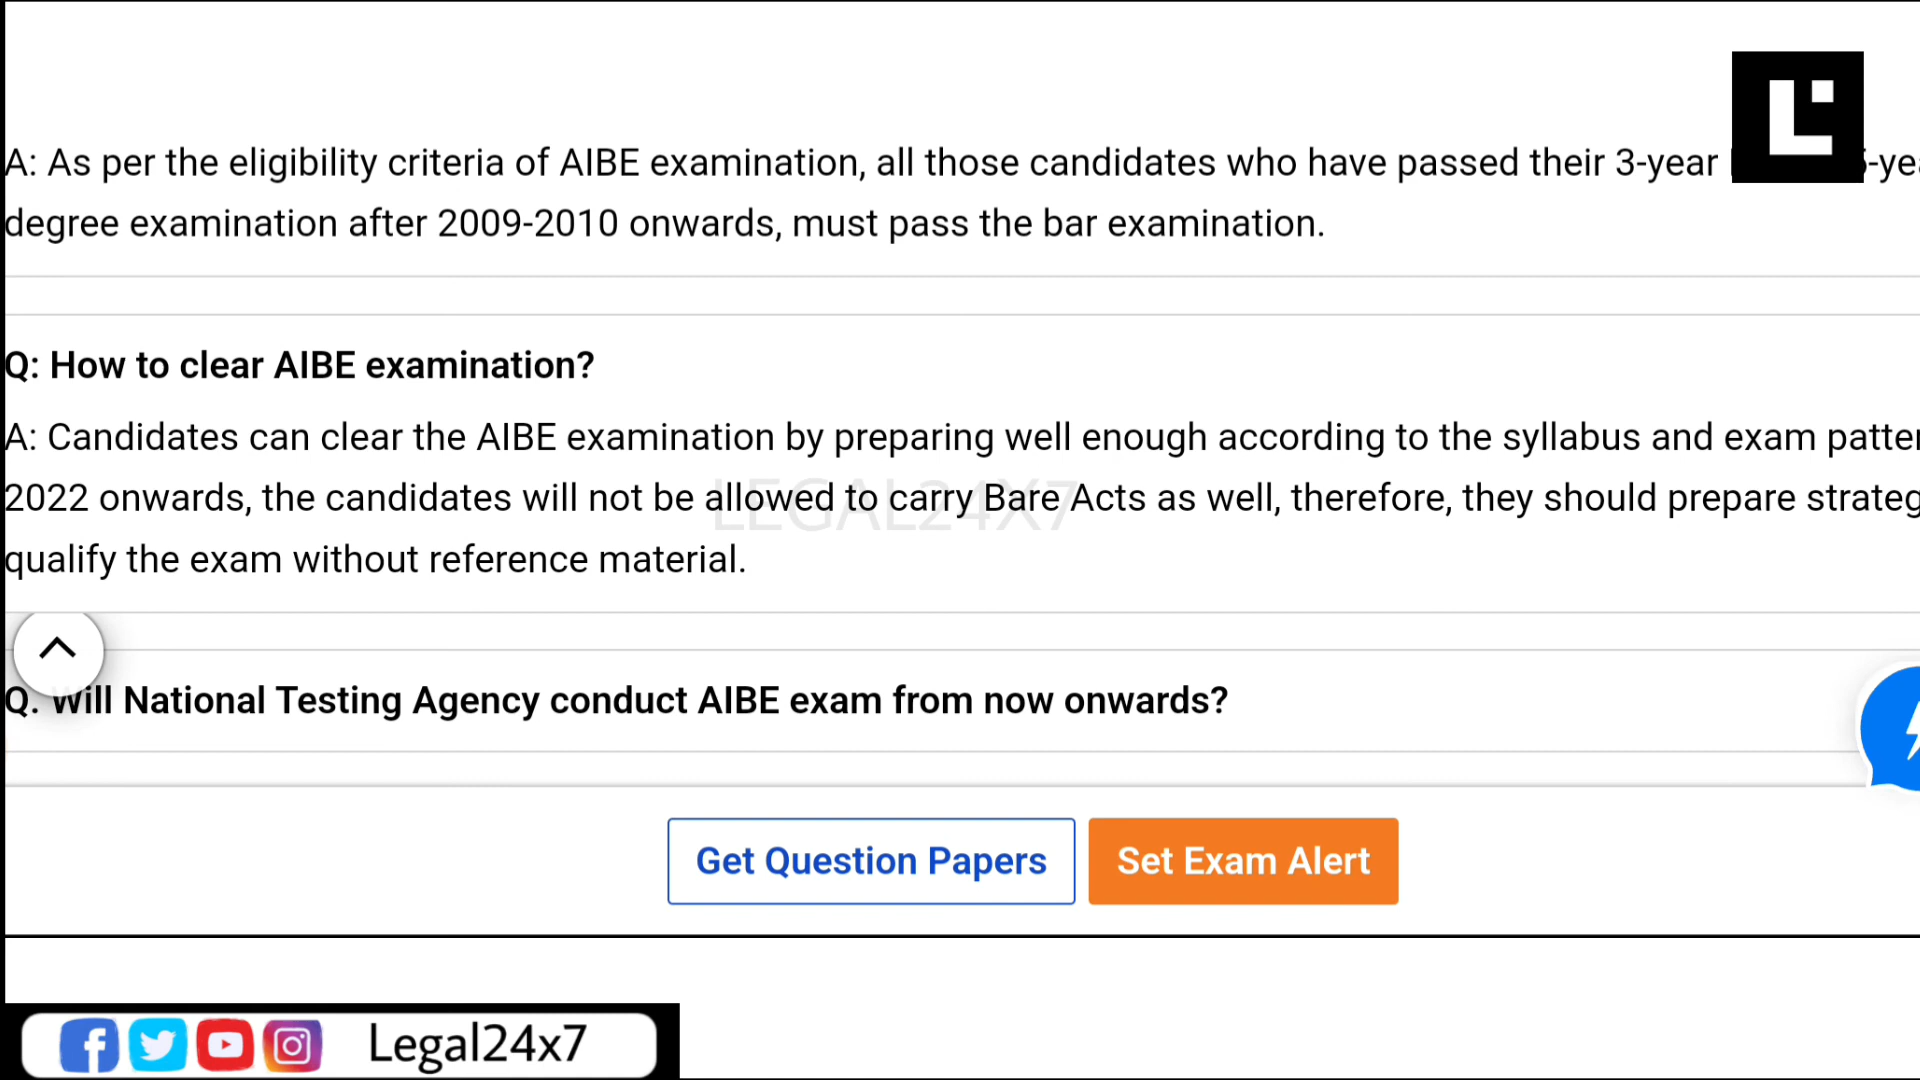 A: As per the eligibility criteria of AIBE examination, all those candidates who have passed their 3-year
degree examination after 2009-2010 onwards, must pass the bar examination.
Q: How to clear AIBE examination?
A: Candidates can clear the AIBE examination by preparing well enough according to the syllabus and exam
2022 onwards, the candidates will not be allowed to carry Bare Acts as well, therefore, they should prepare
LEGAL24X7
qualify the exam without reference material.
Q. Will National Testing Agency conduct AIBE exam from now onwards?
Get Question Papers
Set Exam Alert
Legal24x7